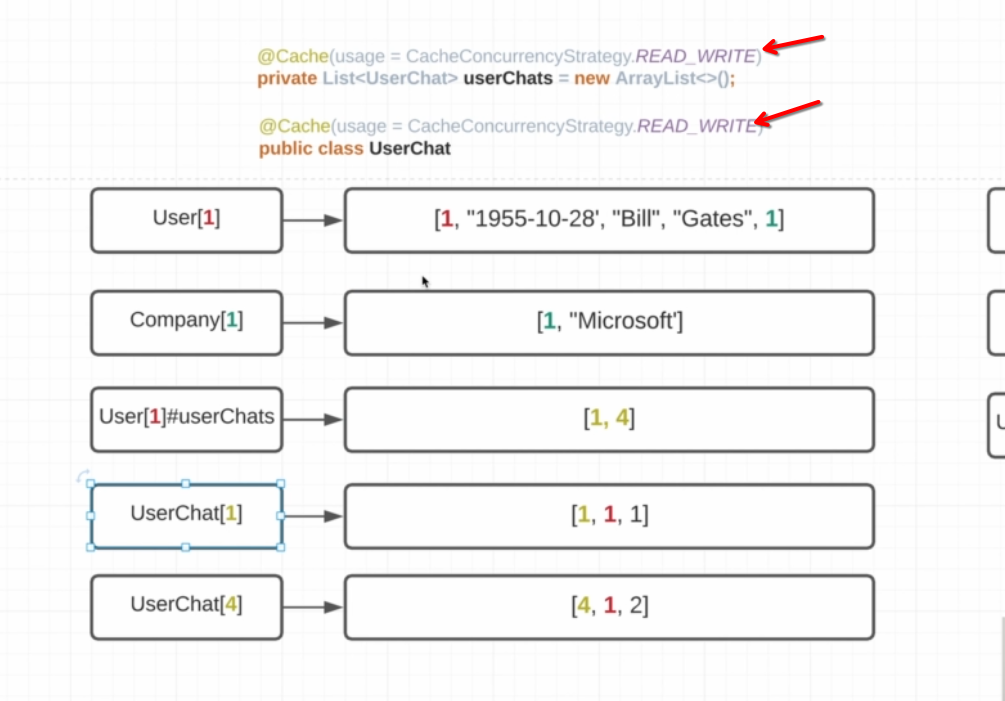 @Cache(usage = CacheConcurrencyStrategy.READ_WRITE)
private List<UserChat> userChats = new ArrayList<>();
@Cache(usage = CacheConcurrencyStrategy.READ_WRITE)
public class UserChat
User[1]
[1, "1955-10-28', "Bill", "Gates", 1]
Company[1]
[1, "Microsoft']
User[1]#userChats
[1, 4]
UserChat[1]
[1, 1, 1]
UserChat[4]
[4, 1, 2]